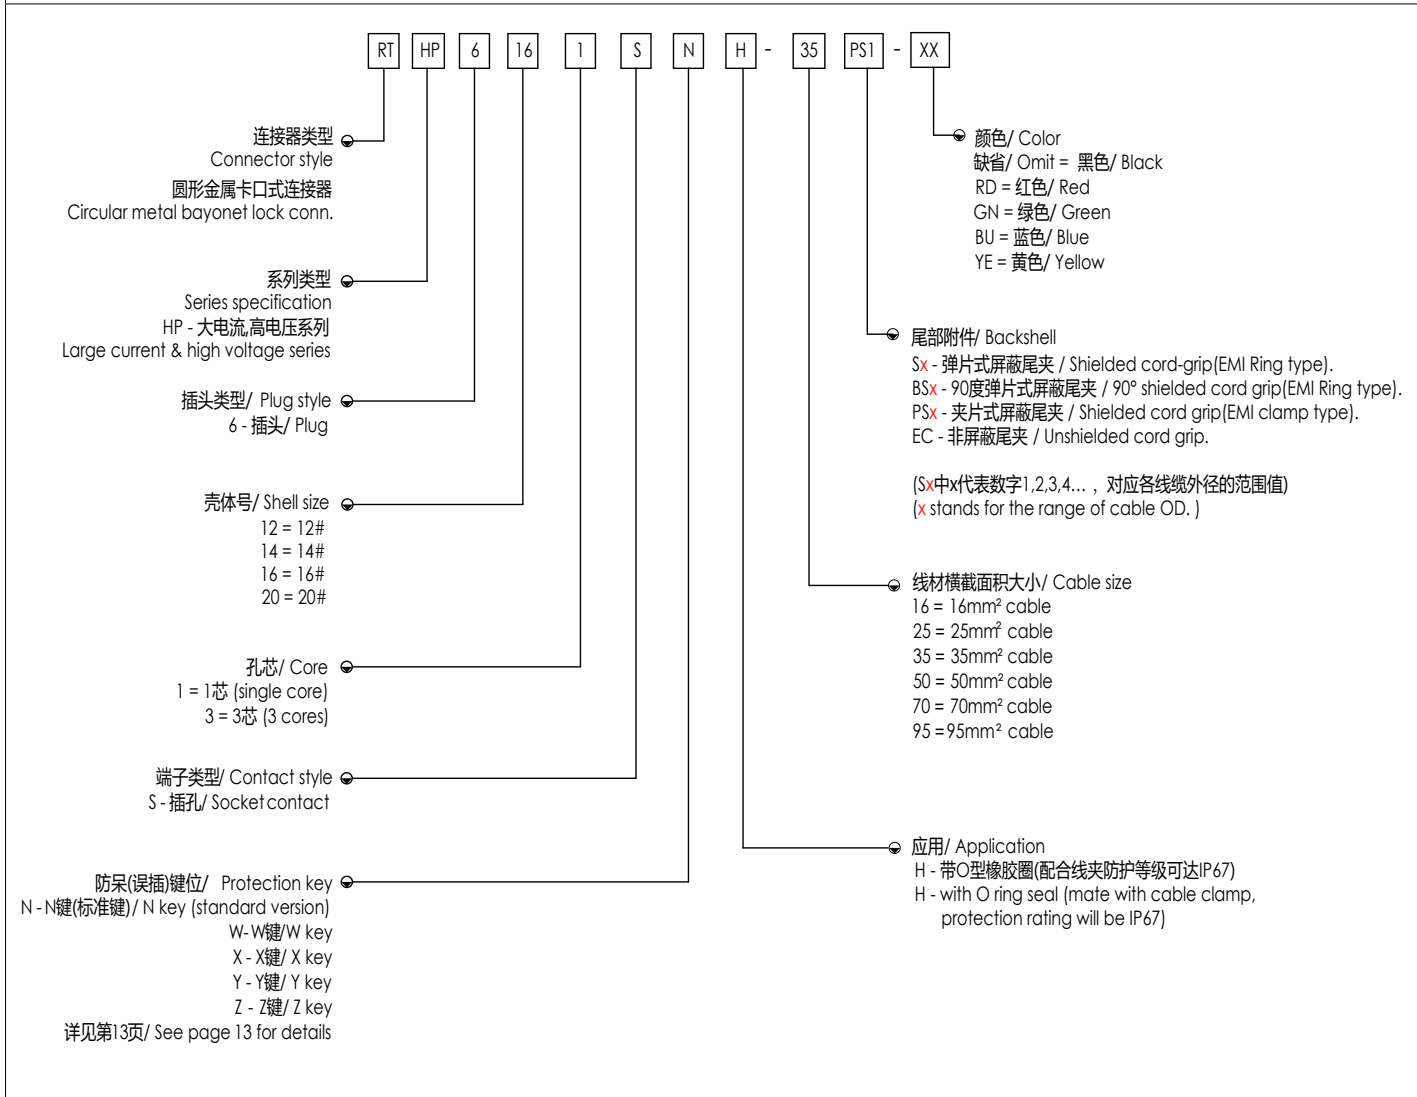 RT HP 6 16 1 S N H - 35 PS1 - XX
连接器类型
Connector style
圆形金属卡口式连接器
Circular metal bayonet lock conn.
系列类型
Series specification
HP - 大电流,高电压系列
Large current & high voltage series
插头类型/ Plug style
6 - 插头/ Plug
壳体号/ Shell size
12 = 12#
14 = 14#
16 = 16#
20 = 20#
孔芯/ Core
1 = 1芯 (single core)
3 = 3芯 (3 cores)
端子类型/ Contact style
S - 插孔/ Socket contact
防呆(误插)键位/ Protection key
N - N键(标准键)/ N key (standard version)
W- W键/W key
X - X键/ X key
Y - Y键/ Y key
Z - Z键/ Z key
详见第13页/ See page 13 for details
颜色/ Color
缺省/ Omit = 黑色/ Black
RD = 红色/ Red
GN = 绿色/ Green
BU = 蓝色/ Blue
YE = 黄色/ Yellow
尾部附件/ Backshell
Sx - 弹片式屏蔽尾夹 / Shielded cord-grip(EMI Ring type).
BSx - 90度弹片式屏蔽尾夹 / 90° shielded cord grip(EMI Ring type).
PSx - 夹片式屏蔽尾夹 / Shielded cord grip(EMI clamp type).
EC - 非屏蔽尾夹 / Unshielded cord grip.
(Sx中x代表数字1,2,3,4... ，对应各线缆外径的范围值)
(x stands for the range of cable OD. )
线材横截面积大小/ Cable size
16 = 16mm² cable
25 = 25mm² cable
35 = 35mm² cable
50 = 50mm² cable
70 = 70mm² cable
95 =95mm² cable
应用/ Application
H - 带O型橡胶圈(配合线夹防护等级可达IP67)
H - with O ring seal (mate with cable clamp,
protection rating will be IP67)